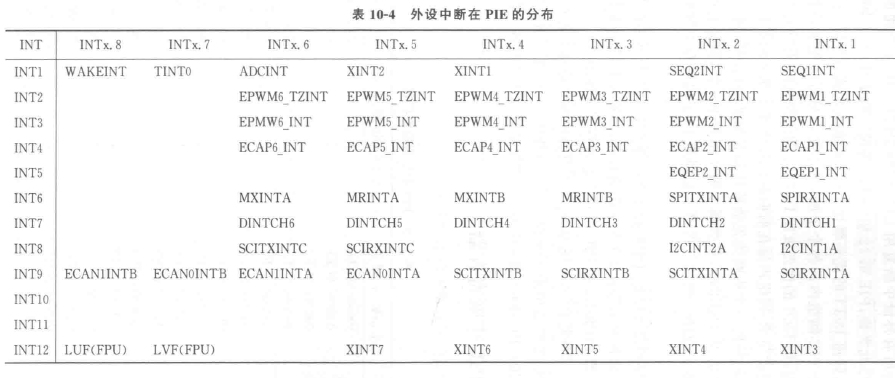 表 10-4 外设中断在 PIE 的分布
INT INTx.8 INTx.7 INTx.6 INTx.5 INTx.4 INTx.3 INTx.2 INTx.1
INT1 WAKEINT TINT0 ADCINT XINT2 XINT1 SEQ2INT SEQ1INT
INT2 EPWM6_TZINT EPWM5_TZINT EPWM4_TZINT EPWM3_TZINT EPWM2_TZINT EPWM1_TZINT
INT3 EPMW6_INT EPWM5_INT EPWM4_INT EPWM3_INT EPWM2_INT EPWM1_INT
INT4 ECAP6_INT ECAP5_INT ECAP4_INT ECAP3_INT ECAP2_INT ECAP1_INT
INT5 EQEP2_INT EQEP1_INT
INT6 MXINTA MRINTA MXINTB MRINTB SPITXINTA SPIRXINTA
INT7 DINTCH6 DINTCH5 DINTCH4 DINTCH3 DINTCH2 DINTCH1
INT8 SCITXINTC SCIRXINTC I2CINT2A I2CINT1A
INT9 ECAN1INTB ECAN0INTB ECAN1INTA ECAN0INTA SCITXINTB SCIRXINTB SCITXINTA SCIRXINTA
INT10
INT11
INT12 LUF(FPU) LVF(FPU) XINT7 XINT6 XINT5 XINT4 XINT3